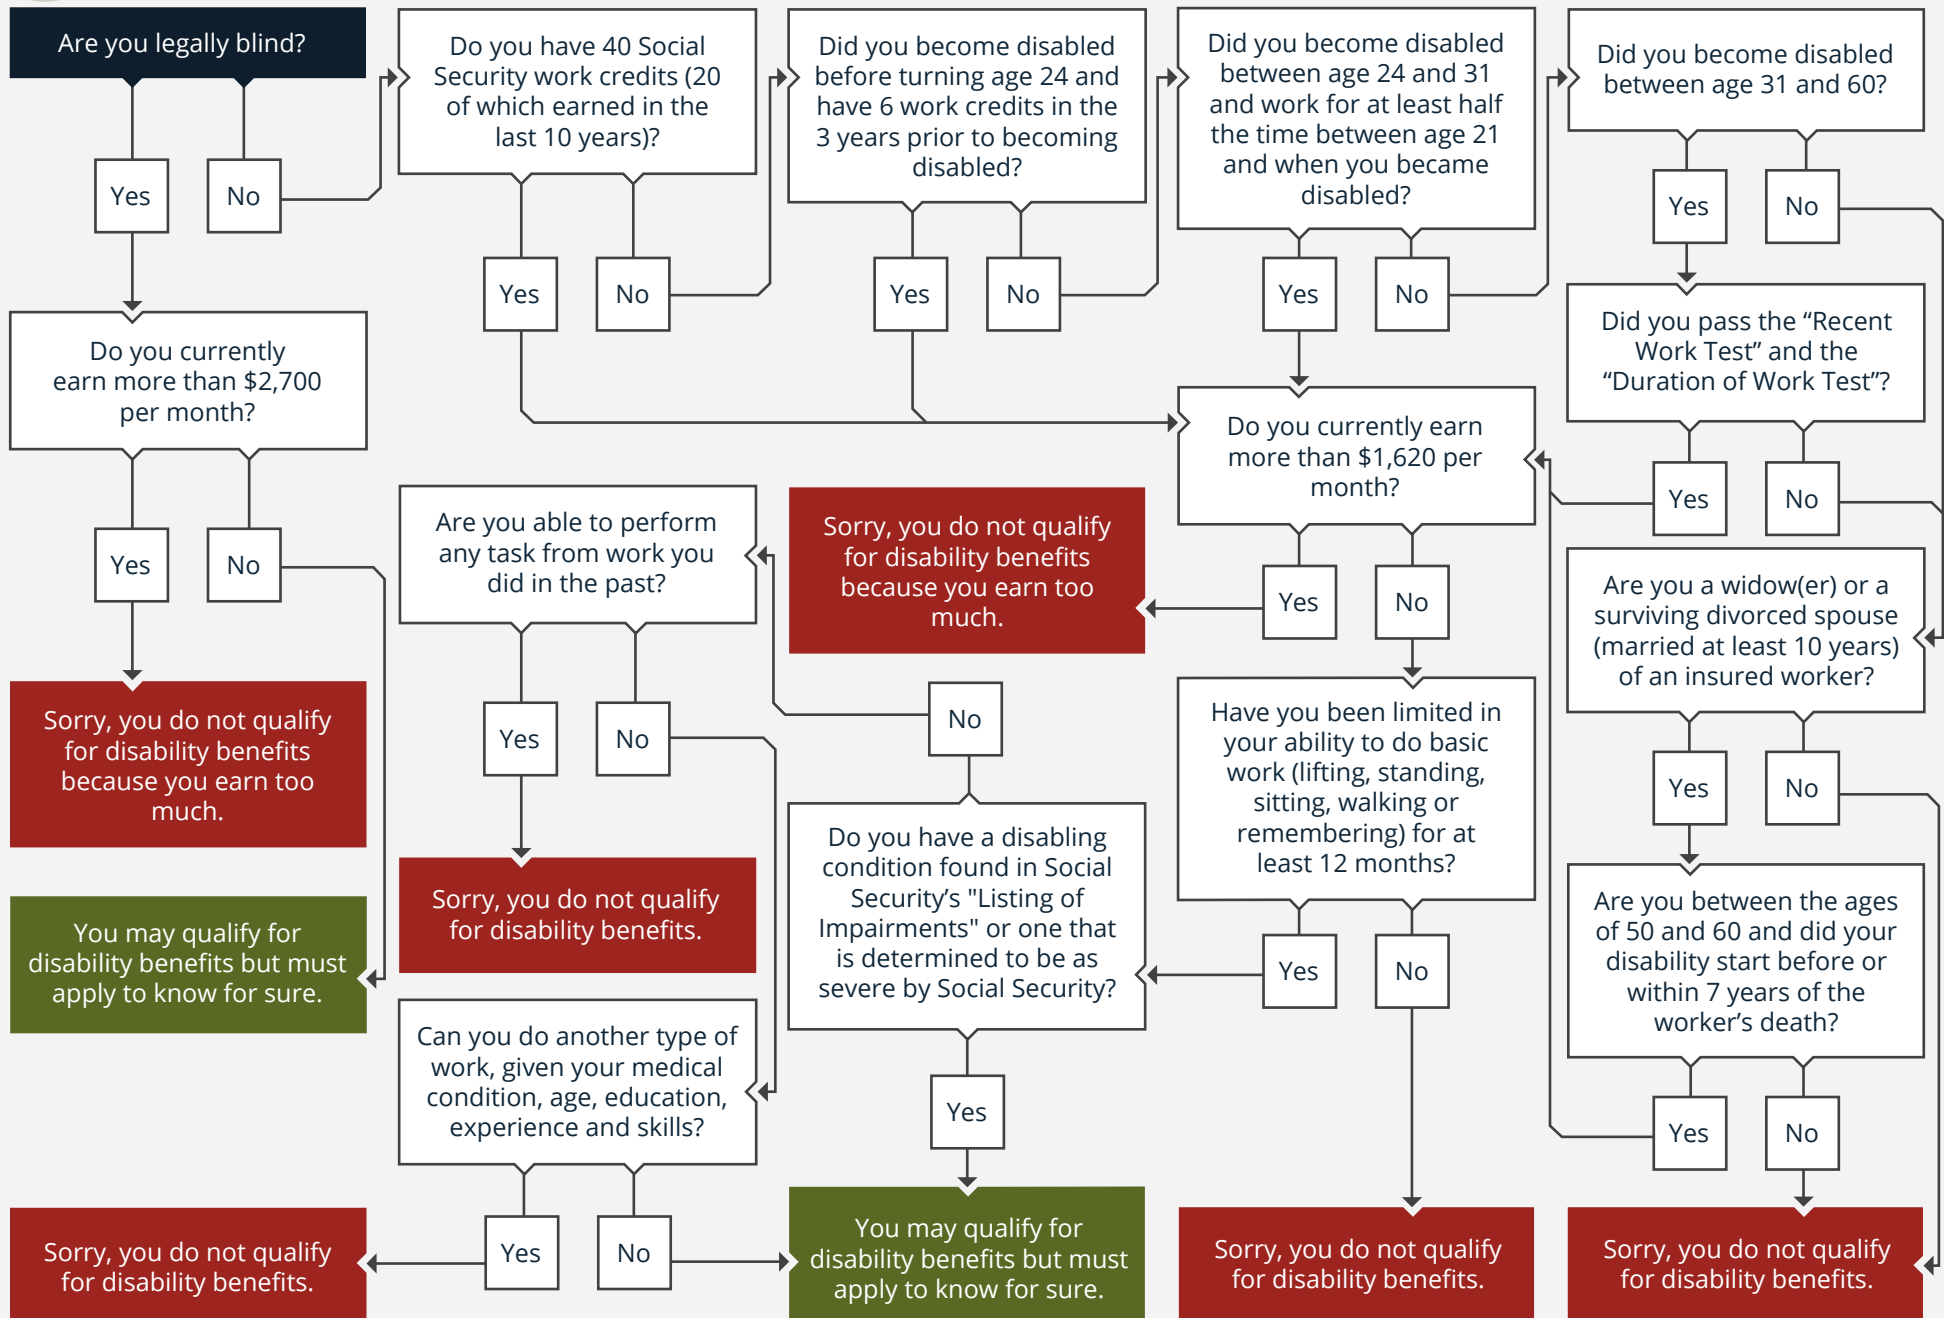 Are you legally blind?
Yes
No
Do you have 40 Social
Security work credits (20
of which earned in the
last 10 years)?
Yes
No
Did you become disabled
before turning age 24 and
have 6 work credits in the
3 years prior to becoming
disabled?
Yes
No
Did you become disabled
between age 24 and 31
and work for at least half
the time between age 21
and when you became
disabled?
Yes
No
Did you become disabled
between age 31 and 60?
Yes
No
Do you currently
earn more than $2,700
per month?
Yes
No
Did you pass the “Recent
Work Test” and the
“Duration of Work Test”?
Yes
No
Do you currently earn
more than $1,620 per
month?
Yes
No
Sorry, you do not qualify
for disability benefits
because you earn too
much.
Are you able to perform
any task from work you
did in the past?
Yes
No
Are you a widow(er) or a
surviving divorced spouse
(married at least 10 years)
of an insured worker?
Yes
No
Sorry, you do not qualify
for disability benefits
because you earn too
much.
Have you been limited in
your ability to do basic
work (lifting, standing,
sitting, walking or
remembering) for at
least 12 months?
Yes
No
No
Do you have a disabling
condition found in Social
Security’s "Listing of
Impairments" or one that
is determined to be as
severe by Social Security?
Yes
Sorry, you do not qualify
for disability benefits.
You may qualify for
disability benefits but must
apply to know for sure.
Are you between the ages
of 50 and 60 and did your
disability start before or
within 7 years of the
worker’s death?
Yes
No
Can you do another type of
work, given your medical
condition, age, education,
experience and skills?
Yes
No
Sorry, you do not qualify
for disability benefits.
You may qualify for
disability benefits but must
apply to know for sure.
Sorry, you do not qualify
for disability benefits.
Sorry, you do not qualify
for disability benefits.